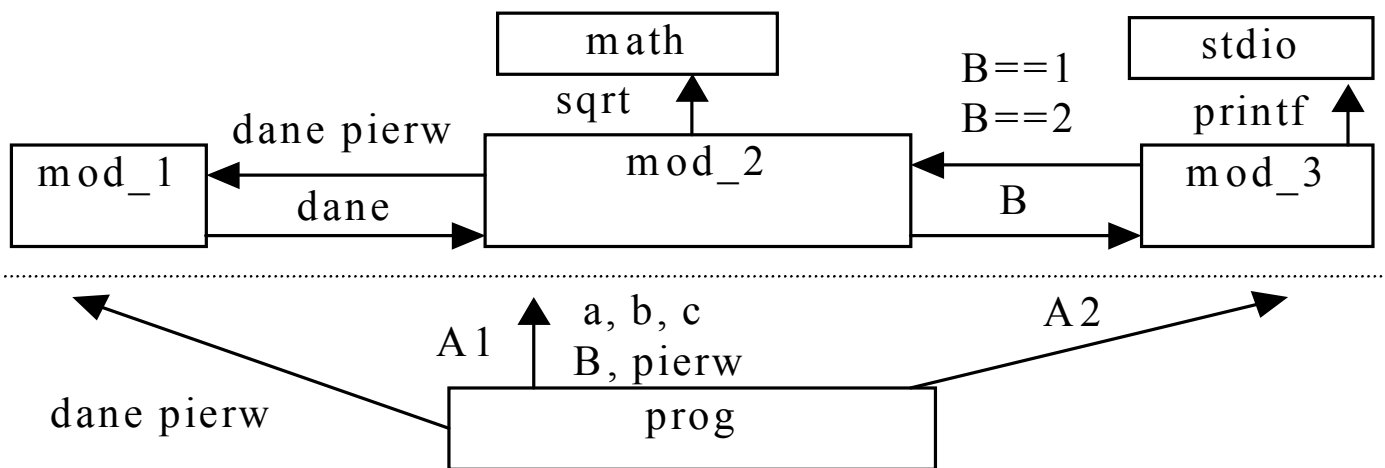 math
stdio
B==1
sqrt
B==2
printf
dane pierw
mod_1
mod_2
mod_3
dane
B
a, b, c
A1
A2
B, pierw
dane pierw
prog